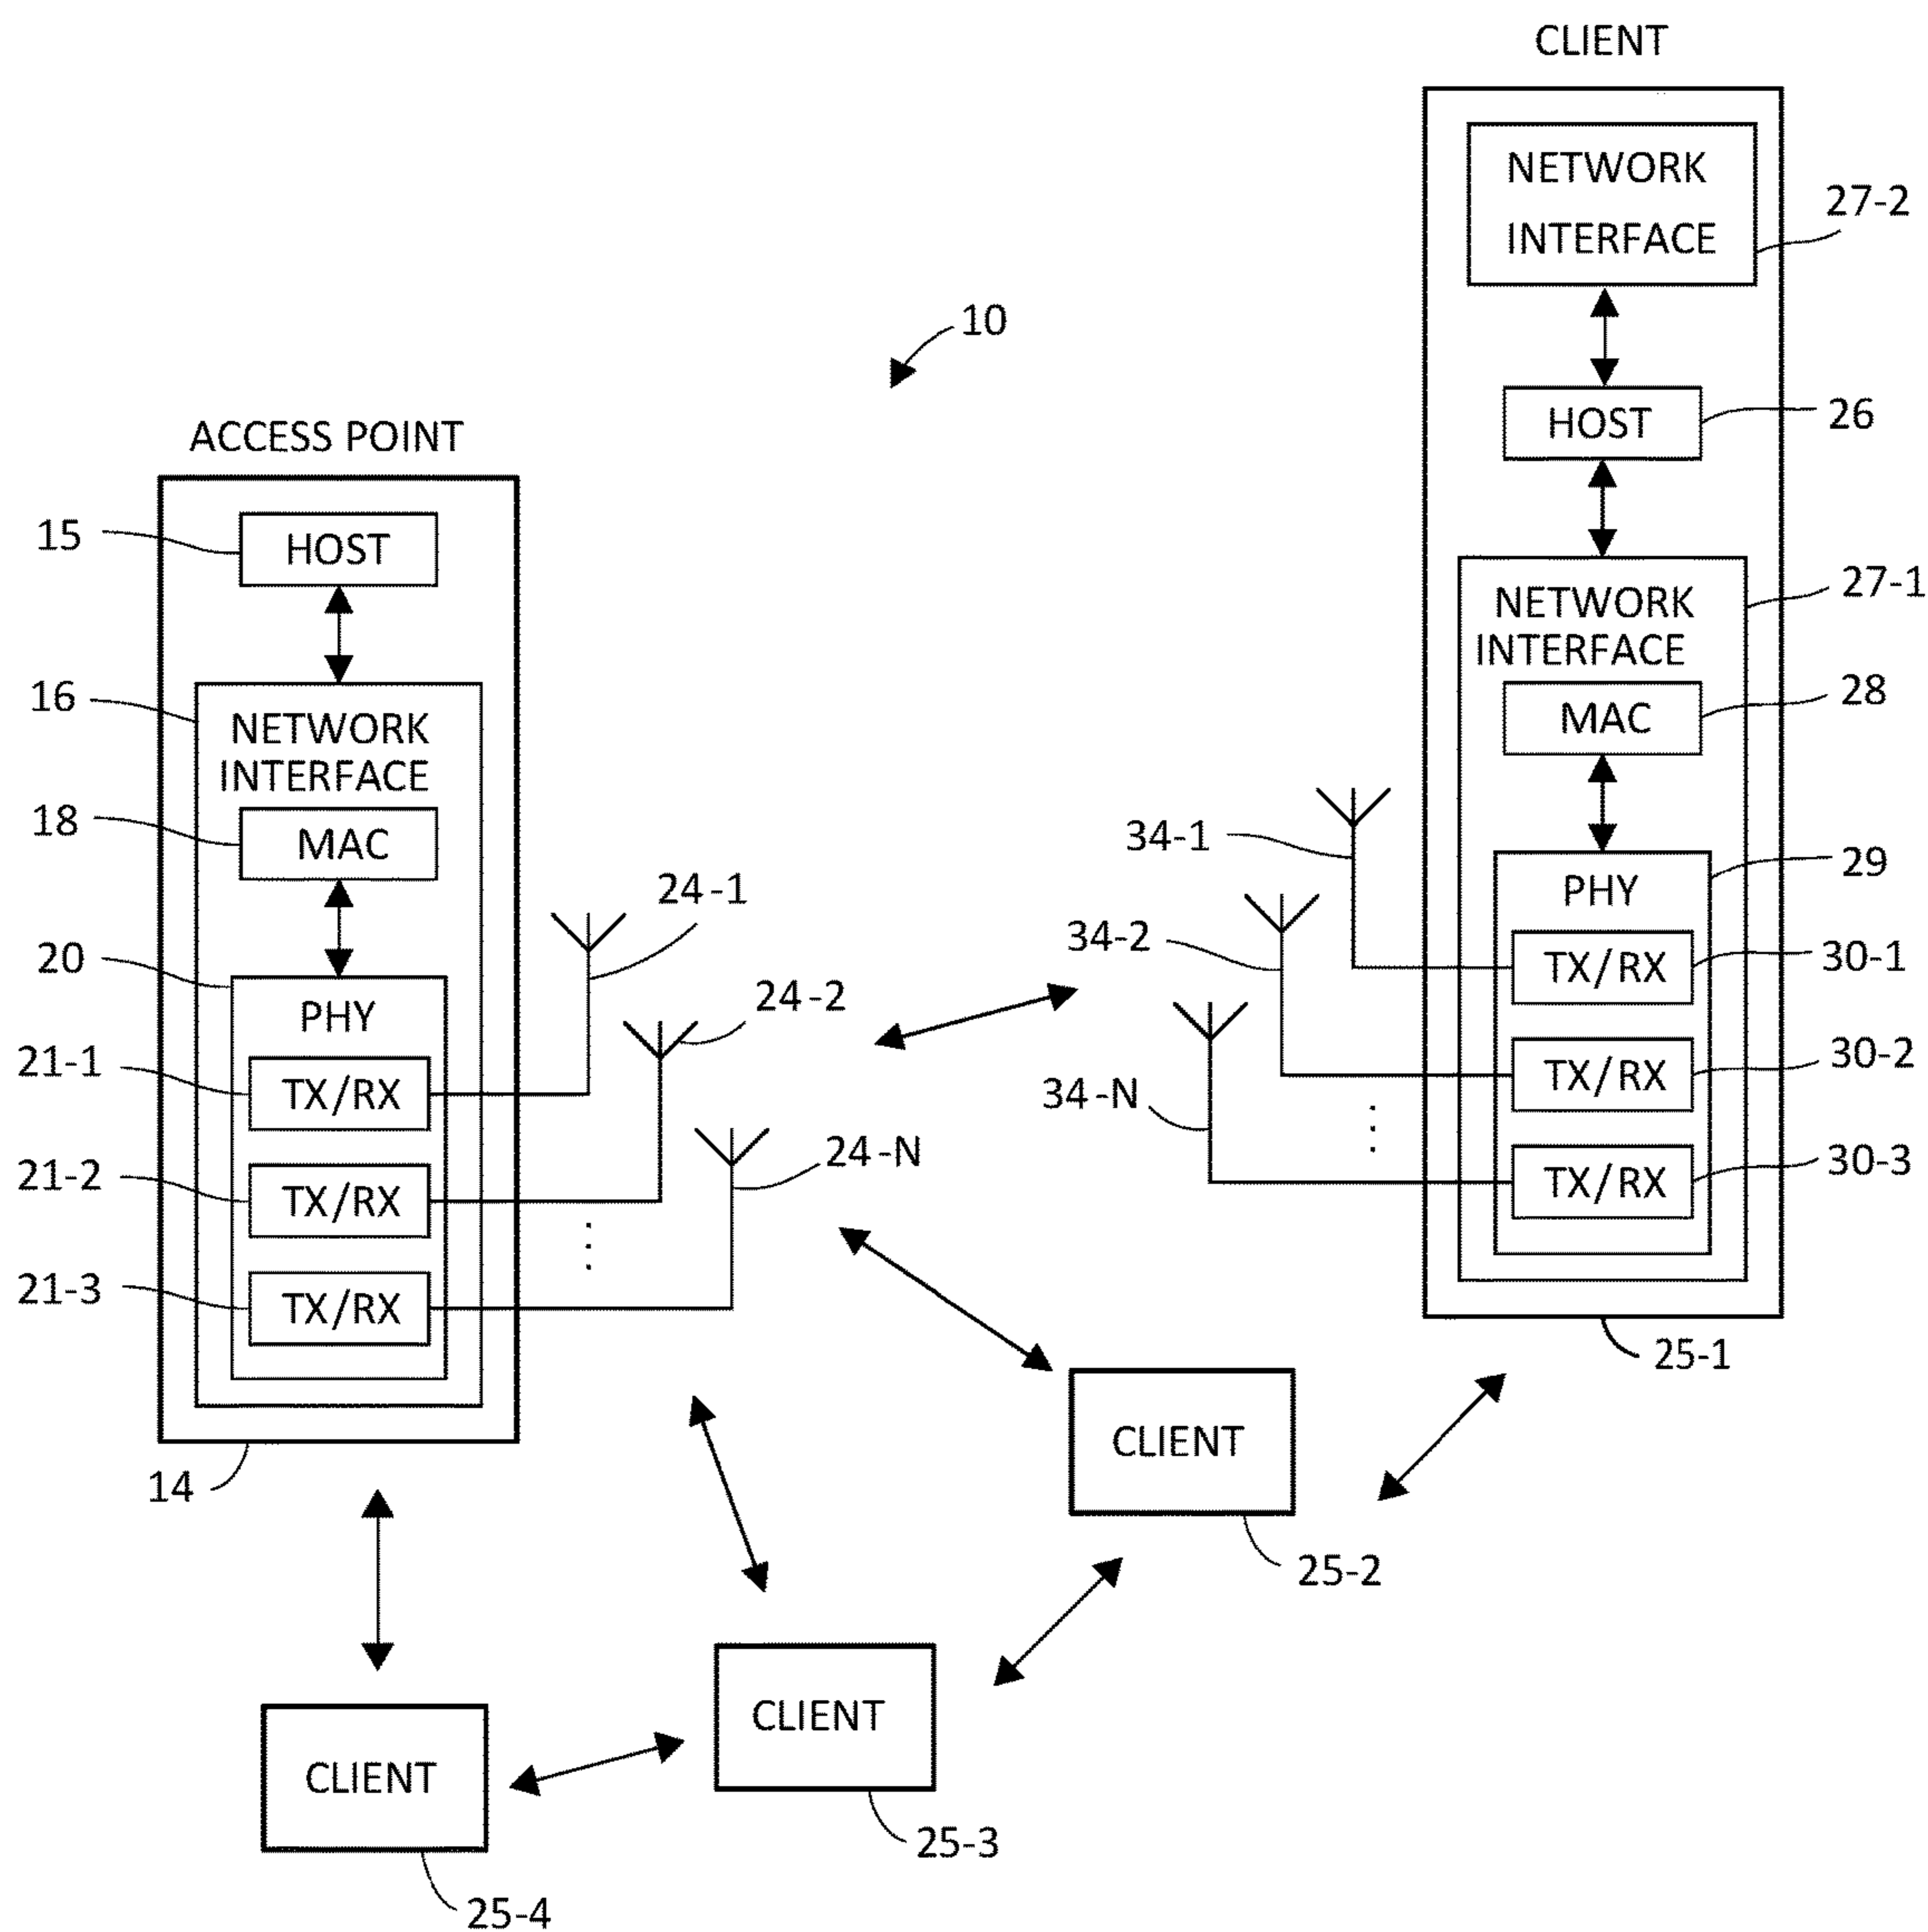 CLIENT
NETWORK
INTERFACE
27-2
10
HOST
26
ACCESS POINT
15
HOST
NETWORK
INTERFACE
27-1
16
NETWORK
INTERFACE
MAC
28
18
MAC
34-1
PHY
29
24-1
20
PHY
34-2
TX/RX
30-1
24-2
21-1
TX/RX
34-N
TX/RX
30-2
24-N
21-2
TX/RX
TX/RX
30-3
21-3
TX/RX
25-1
14
CLIENT
25-2
CLIENT
25-3
CLIENT
25-4